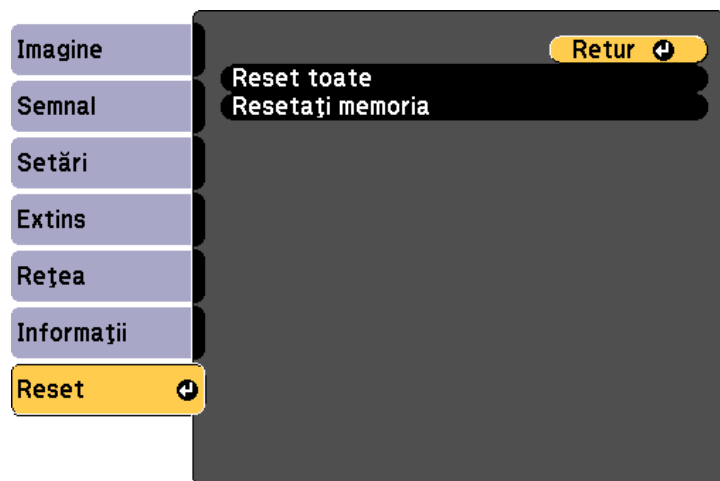 Imagine
Semnal
Setări
Extins
Reţea
Informaţii
Reset
Retur
Reset toate
Resetaţi memoria